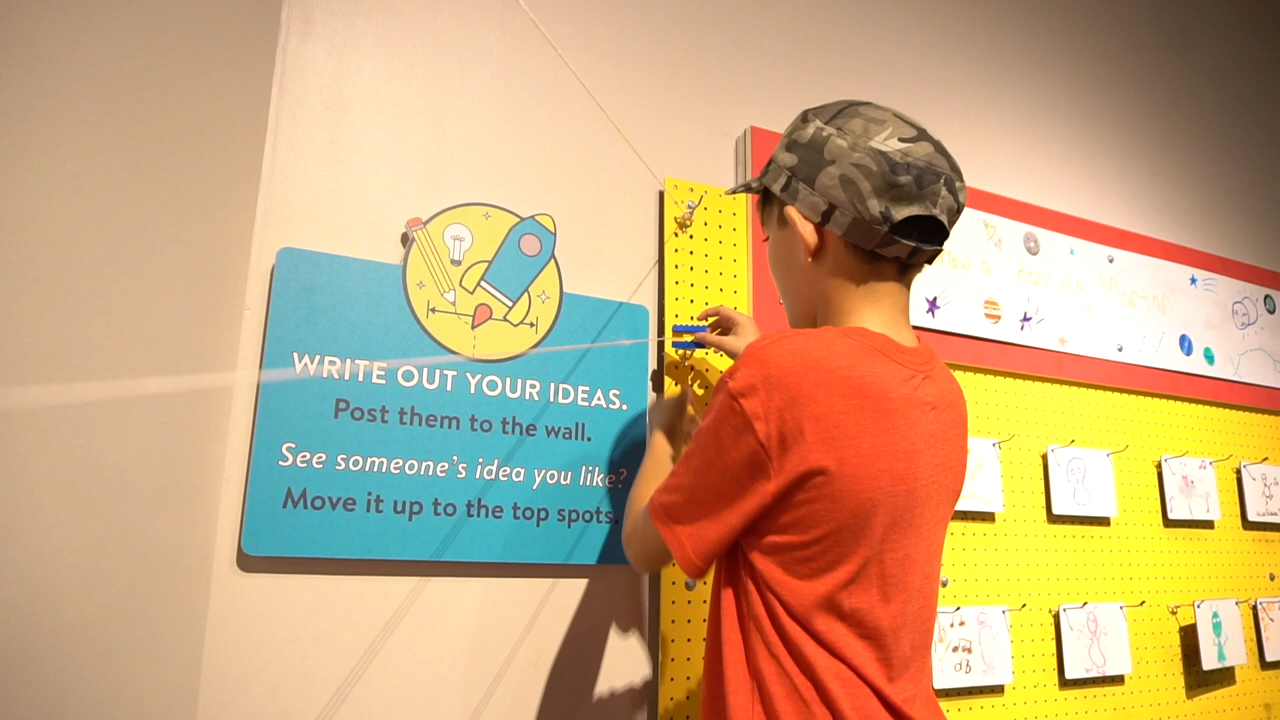 WRITE OUT YOUR IDEAS.
Post them to the wall.
See someone's idea you like?
Move it up to the top spots.